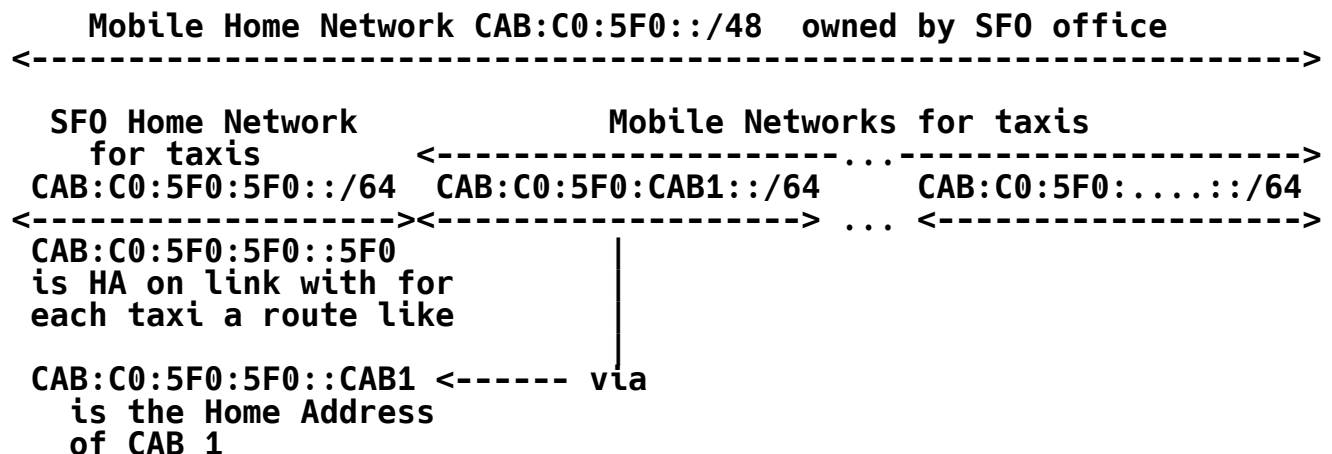 Mobile Home Network CAB:C0:5F0::/48  owned by SFO office
<------------------------------------------------------------------>
SFO Home Network             Mobile Networks for taxis
for taxis        <---------------------...--------------------->
CAB:C0:5F0:5F0::/64  CAB:C0:5F0:CAB1::/64     CAB:C0:5F0:....::/64
<-------------------><-------------------> ... <------------------->
CAB:C0:5F0:5F0::5F0           |
is HA on link with for        |
each taxi a route like        |
|
CAB:C0:5F0:5F0::CAB1 <------ via
is the Home Address
of CAB 1